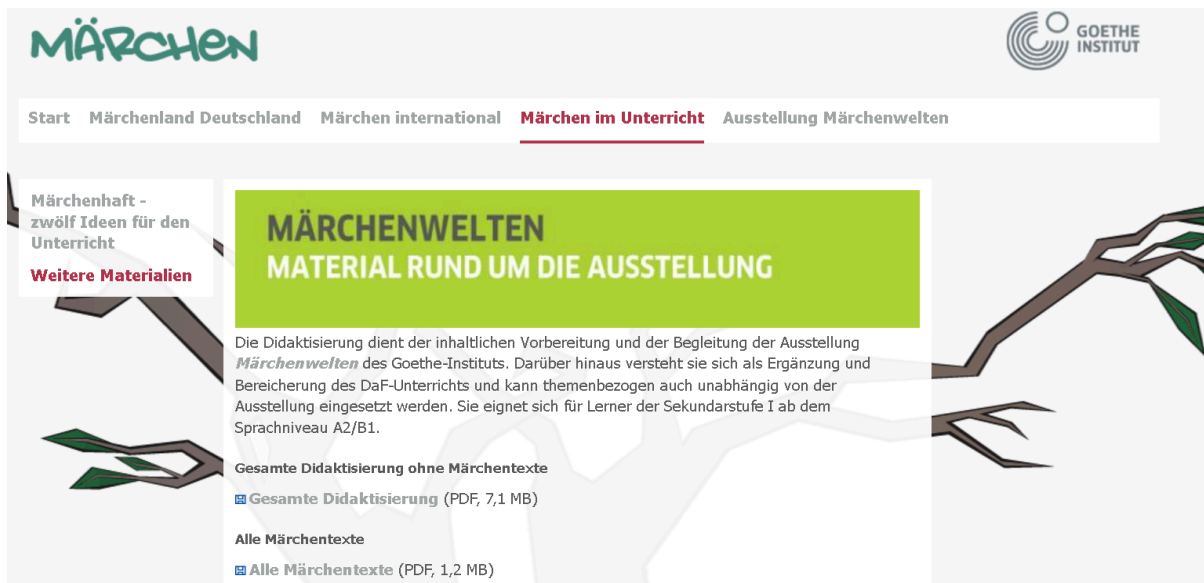 MÄRCHEN
GOETHE
INSTITUT
Start Märchenland Deutschland Märchen international Märchen im Unterricht Ausstellung Märchenwelten
Märchenhaft -
zwölf Ideen für den
Unterricht
Weitere Materialien
MÄRCHENWELTEN
MATERIAL RUND UM DIE AUSSTELLUNG
Die Didaktisierung dient der inhaltlichen Vorbereitung und der Begleitung der Ausstellung
Märchenwelten des Goethe-Instituts. Darüber hinaus versteht sie sich als Ergänzung und
Bereicherung des DaF-Unterrichts und kann themenbezogen auch unabhängig von der
Ausstellung eingesetzt werden. Sie eignet sich für Lerner der Sekundarstufe I ab dem
Sprachniveau A2/B1.
Gesamte Didaktisierung ohne Märchentexte
Gesamte Didaktisierung (PDF, 7,1 MB)
Alle Märchentexte
Alle Märchentexte (PDF, 1,2 MB)